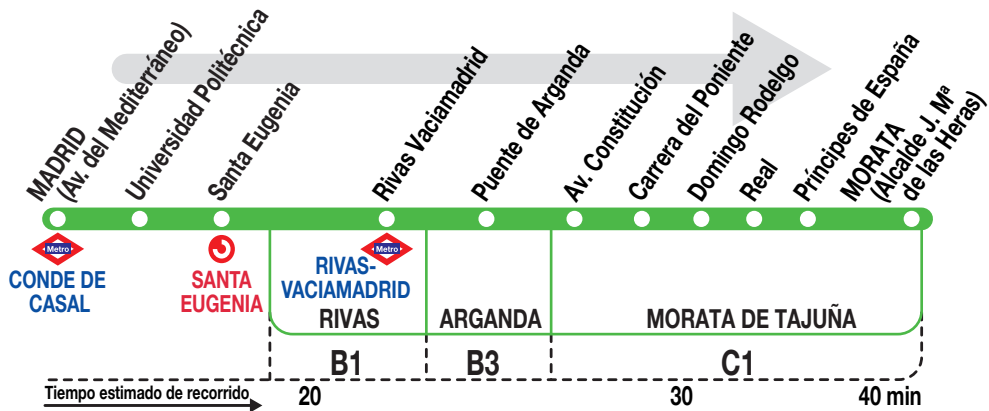 MADRID
(Av. del Mediterráneo)
Universidad Politécnica
Santa Eugenia
Rivas Vaciamadrid
Puente de Arganda
Av. Constitución
Carrera del Poniente
Domingo Rodelgo
Real
Príncipes de España
MORATA
(Alcalde J. Mª
de las Heras)
Metro
Metro
CONDE DE
CASAL
SANTA
EUGENIA
RIVAS-
VACIAMADRID
RIVAS
ARGANDA
MORATA DE TAJUÑA
B1
B3
C1
Tiempo estimado de recorrido
20
30
40 min